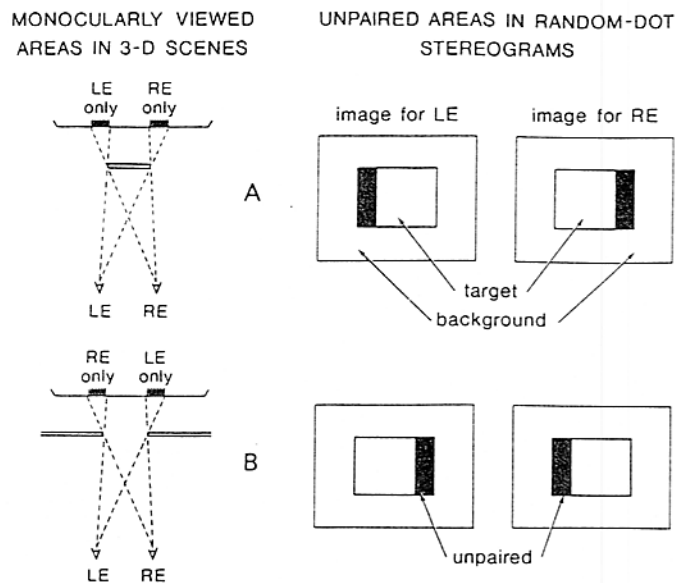 MONOCULARLY VIEWED
AREAS IN 3-D SCENES
UNPAIRED AREAS IN RANDOM-DOT
STEREOGRAMS
LE
only
RE
only
image for LE
image for RE
A
target
background
LE
RE
RE
only
LE
only
B
unpaired
LE
RE